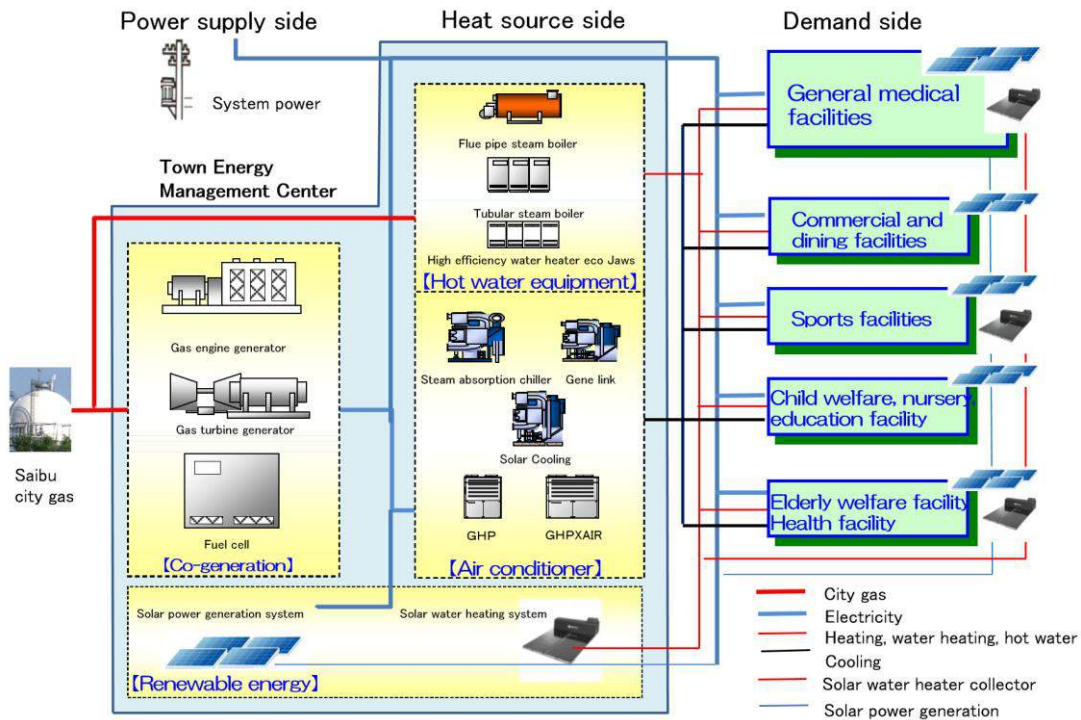 Power supply side
Heat source side
Demand side
System power
Town Energy
Management Center
Saibu
city gas
Gas engine generator
Gas turbine generator
Fuel cell
【Co-generation】
Flue pipe steam boiler
Tubular steam boiler
High efficiency water heater eco Jaws
【Hot water equipment】
Steam absorption chiller
Gene link
Solar Cooling
GHP
GHPXAIR
【Air conditioner】
Solar power generation system
Solar water heating system
【Renewable energy】
General medical
facilities
Commercial and
dining facilities
Sports facilities
Child welfare, nursery,
education facility
Elderly welfare facility
Health facility
City gas
Electricity
Heating, water heating, hot water
Cooling
Solar water heater collector
Solar power generation